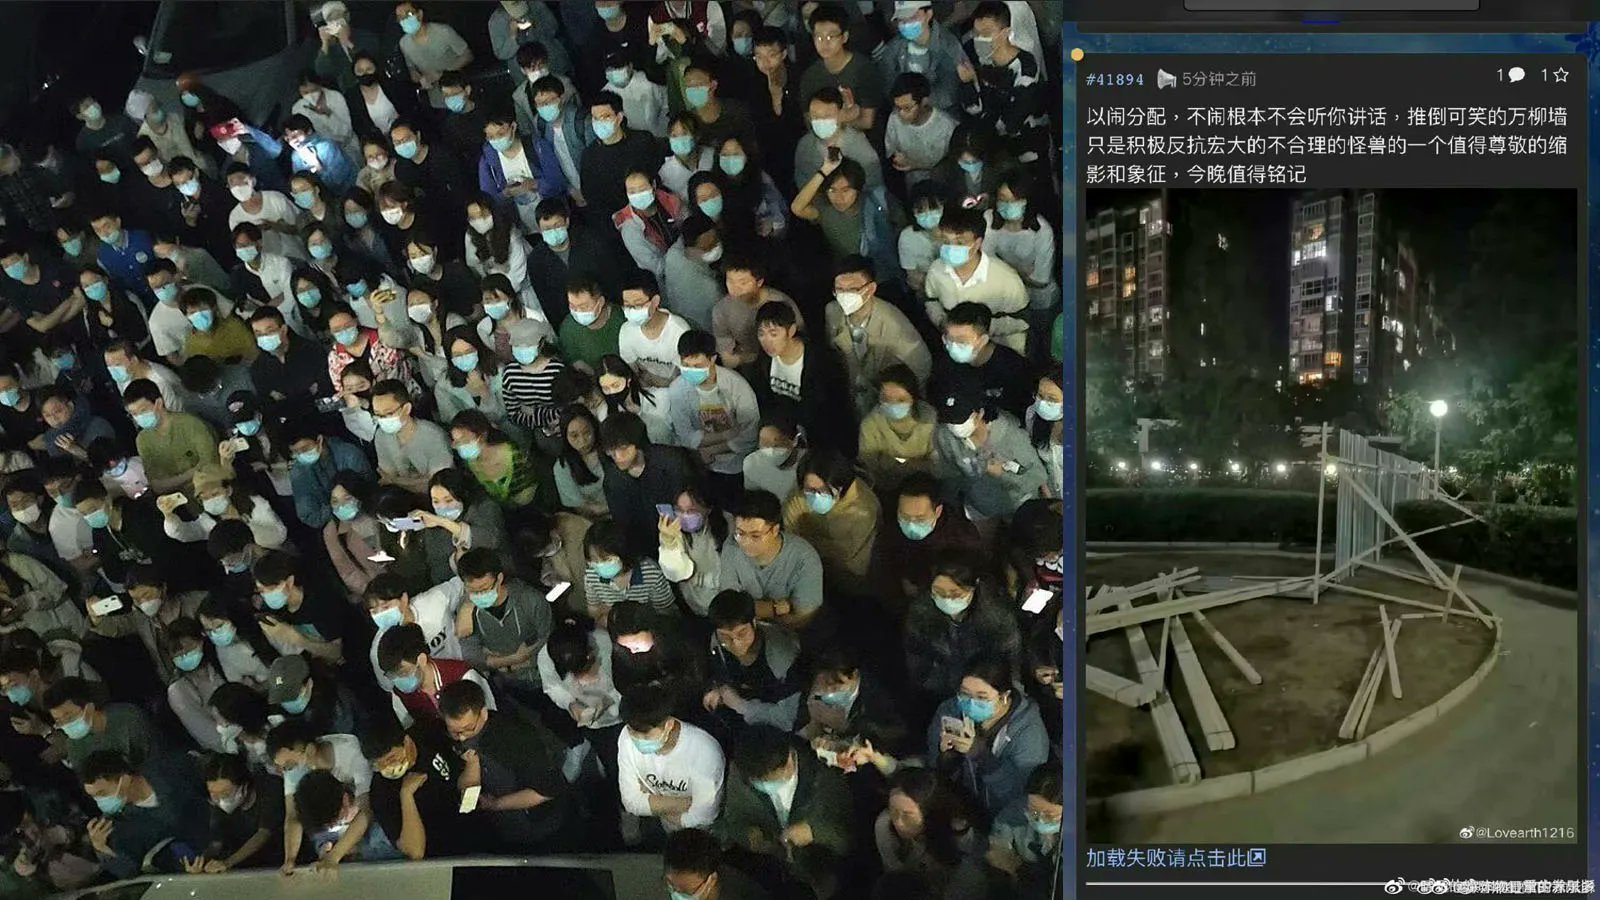 #41894 5分钟之前 1 1
以闹分配，不闹根本不会听你讲话，推倒可笑的万柳墙
只是积极反抗宏大的不合理的怪兽的一个值得尊敬的缩
影和象征，今晚值得铭记
@Lovearth1216
加载失败请点击此